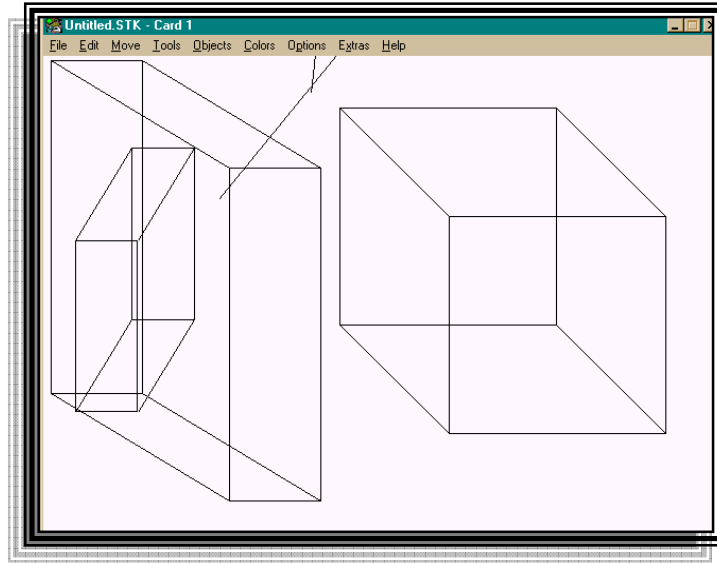 Untitled.STK - Card 1
File Edit Move Tools Objects Colors Options Extras Help